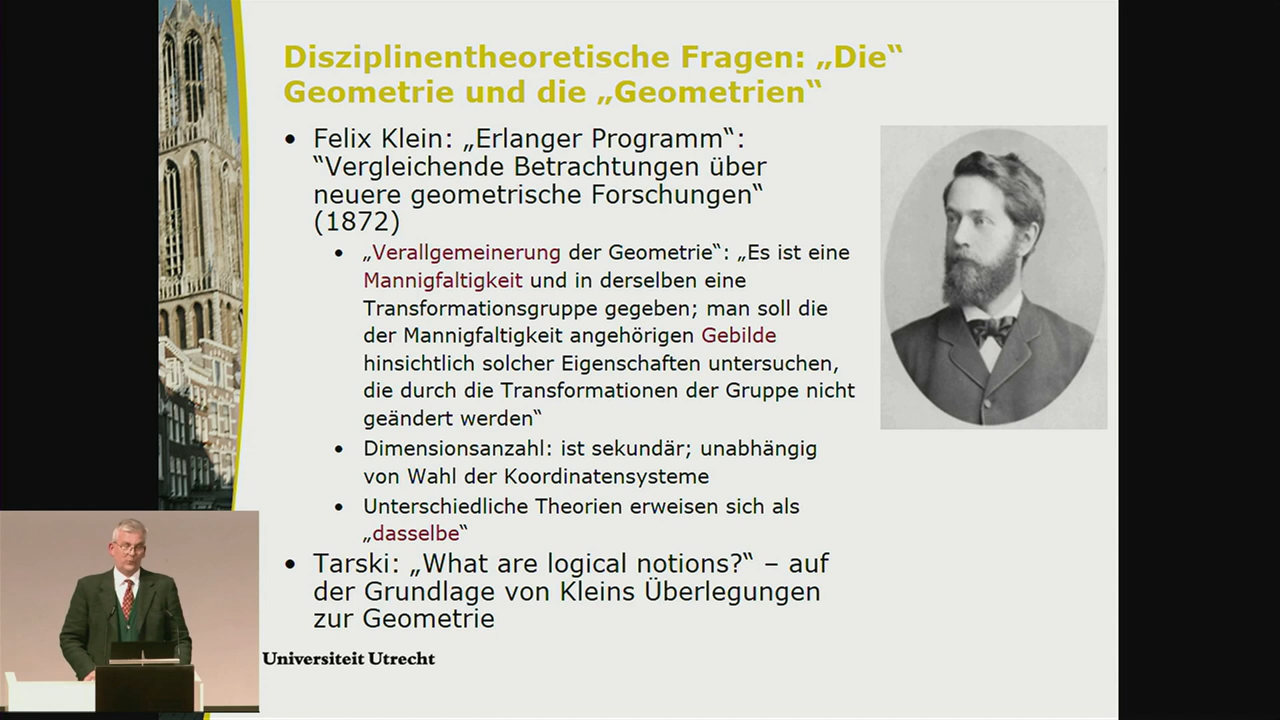 Disziplinentheoretische Fragen: „Die“
Geometrie und die „Geometrien“
• Felix Klein: „Erlanger Programm“:
“Vergleichende Betrachtungen über
neuere geometrische Forschungen“
(1872)
• „Verallgemeinerung der Geometrie“: „Es ist eine
Mannigfaltigkeit und in derselben eine
Transformationsgruppe gegeben; man soll die
der Mannigfaltigkeit angehörigen Gebilde
hinsichtlich solcher Eigenschaften untersuchen,
die durch die Transformationen der Gruppe nicht
geändert werden“
• Dimensionsanzahl: ist sekundär; unabhängig
von Wahl der Koordinatensysteme
• Unterschiedliche Theorien erweisen sich als
„dasselbe“
• Tarski: „What are logical notions?“ – auf
der Grundlage von Kleins Überlegungen
zur Geometrie
Universiteit Utrecht